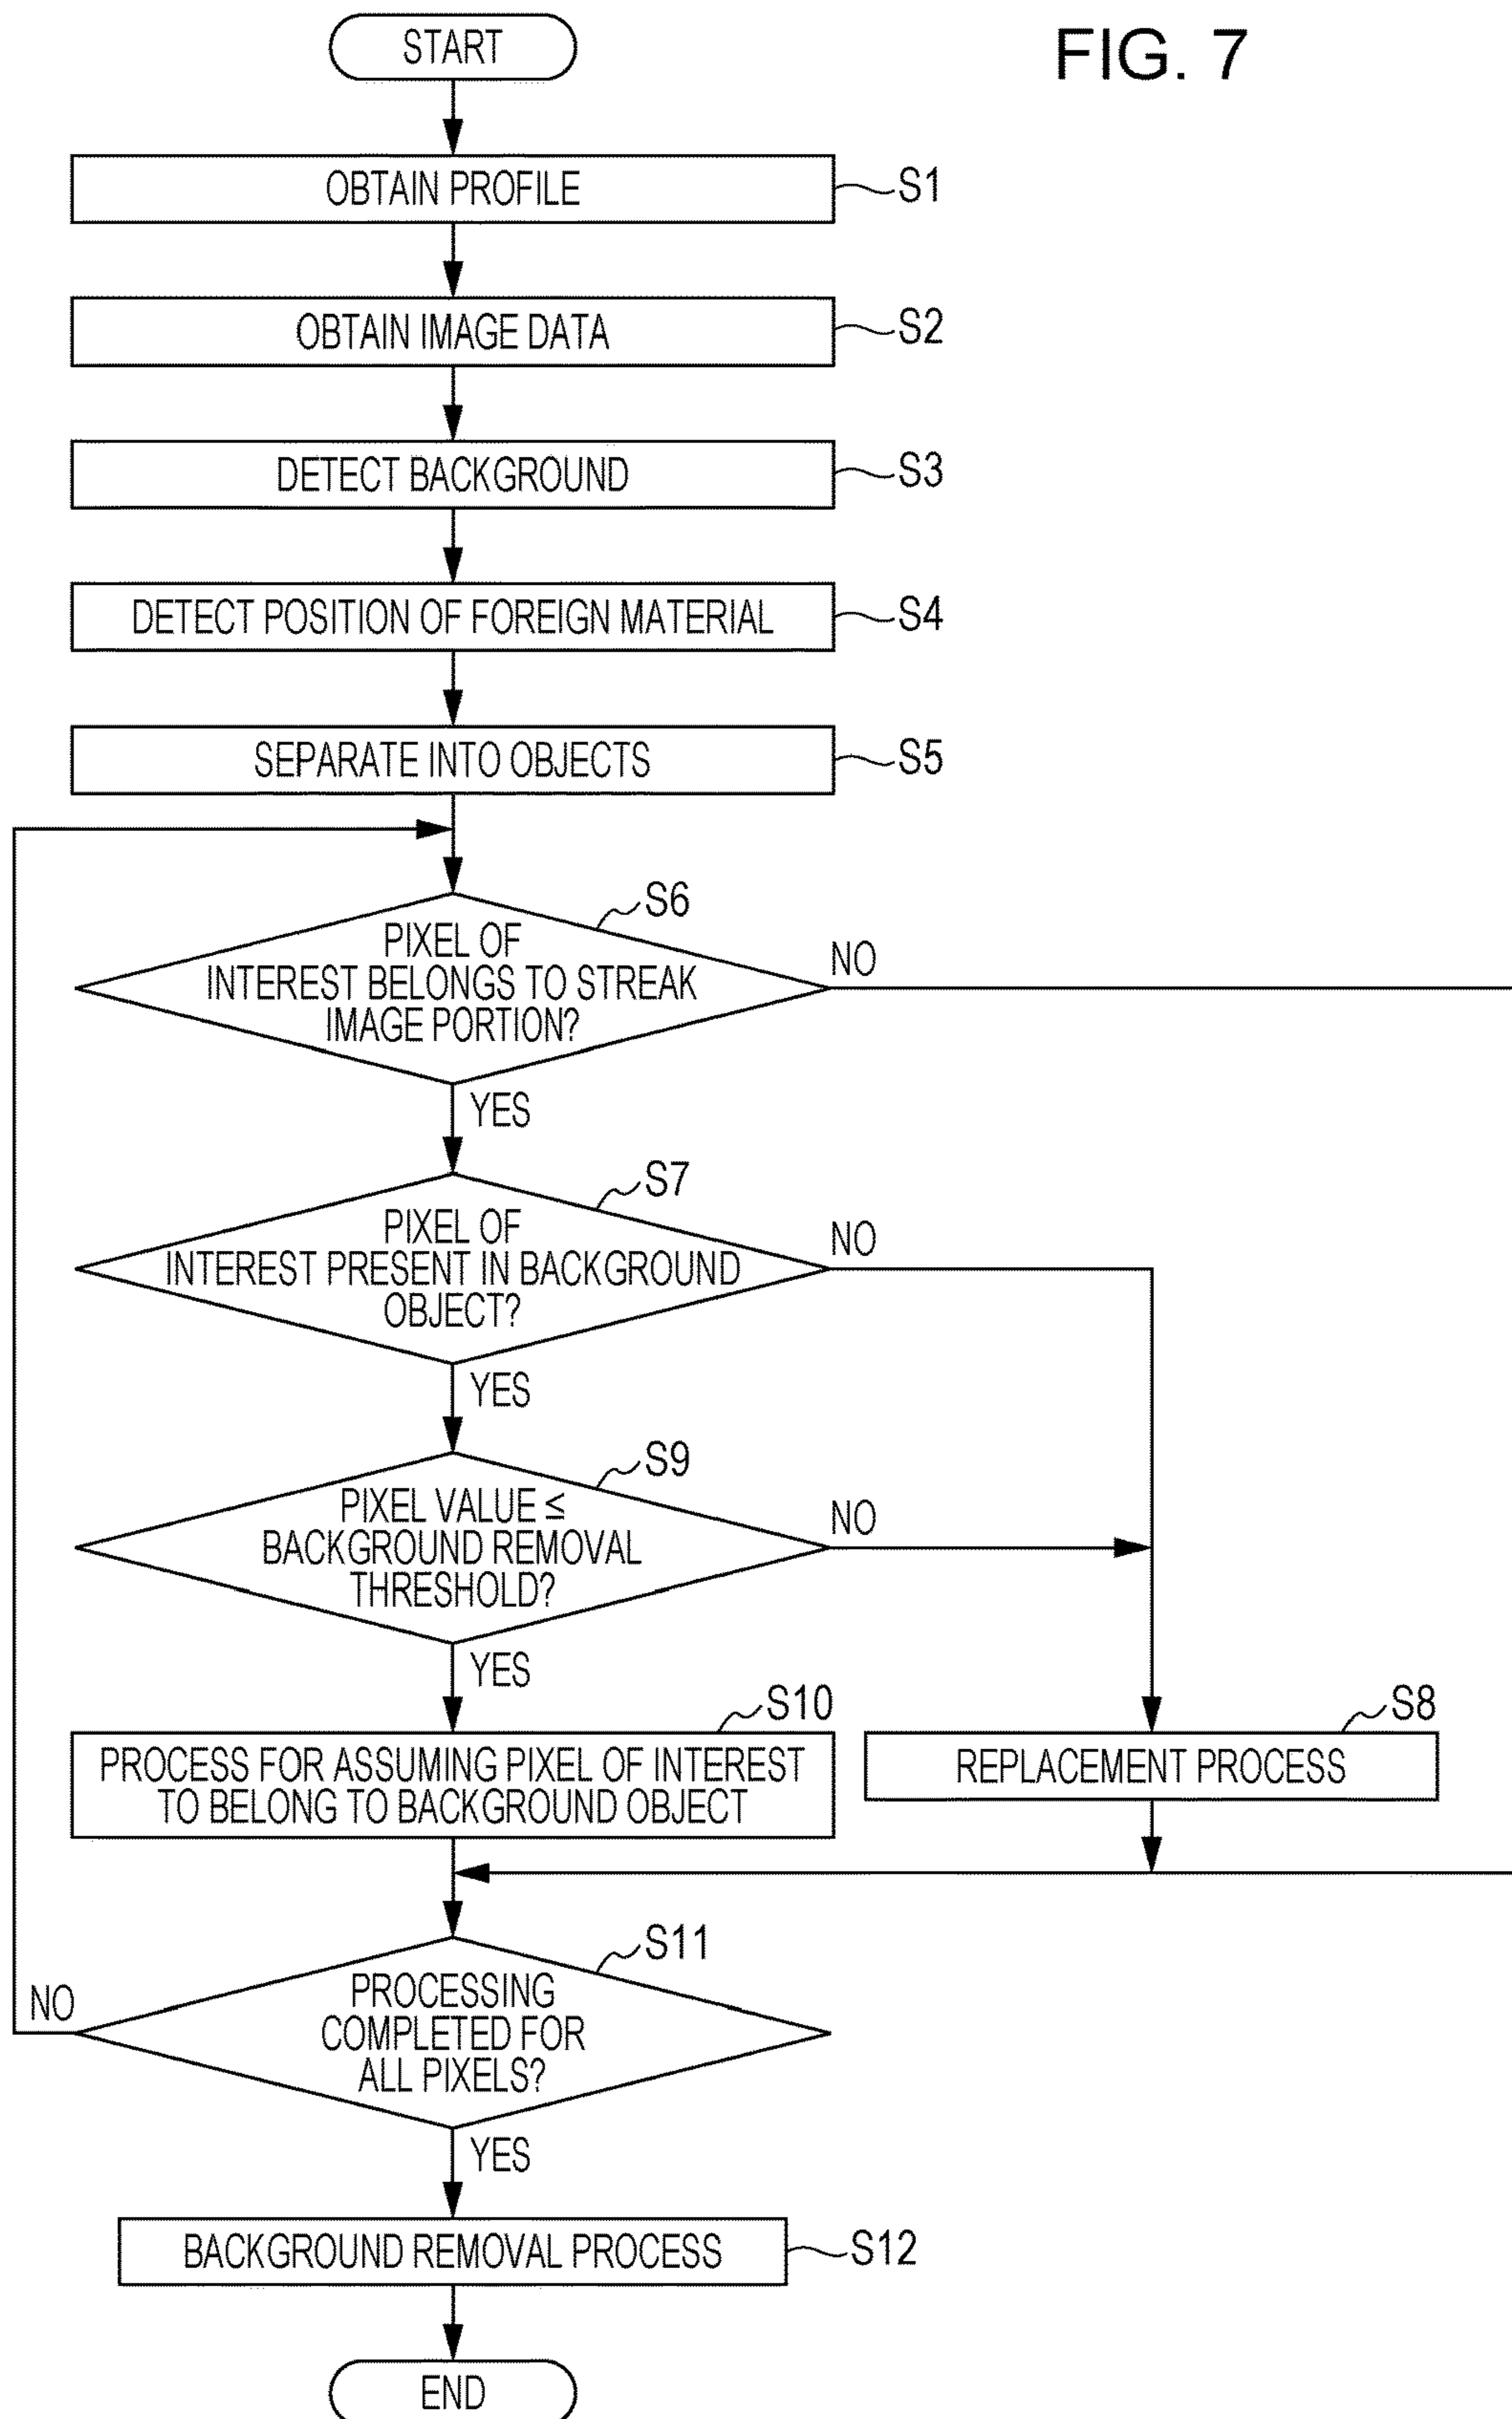 FIG. 7
START
OBTAIN PROFILE
S1
OBTAIN IMAGE DATA
S2
DETECT BACKGROUND
S3
DETECT POSITION OF FOREIGN MATERIAL
S4
SEPARATE INTO OBJECTS
S5
S6
PIXEL OF
INTEREST BELONGS TO STREAK
IMAGE PORTION?
NO
YES
S7
PIXEL OF
INTEREST PRESENT IN BACKGROUND
OBJECT?
NO
YES
S9
PIXEL VALUE ≤
BACKGROUND REMOVAL
THRESHOLD?
NO
YES
S10
PROCESS FOR ASSUMING PIXEL OF INTEREST
TO BELONG TO BACKGROUND OBJECT
S8
REPLACEMENT PROCESS
S11
PROCESSING
COMPLETED FOR
ALL PIXELS?
NO
YES
BACKGROUND REMOVAL PROCESS
S12
END